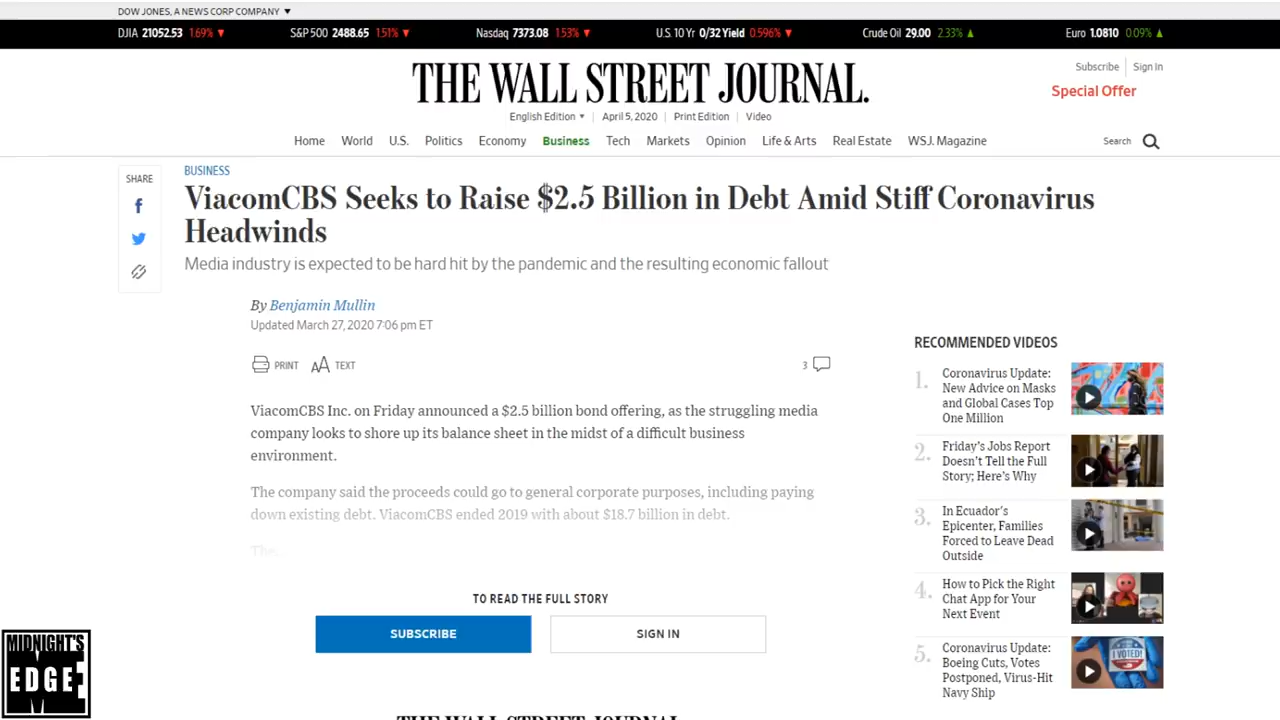 DOW JONES, A NEWS CORP COMPANY
DJIA 21052.53 1.69% S&P 500 2488.65 1.51% Nasdaq 7373.08 1.53% U.S. 10 Yr 0/32 Yield 0.596% Crude Oil 29.00 2.33% Euro 1.0810 0.09%
Subscribe Sign In
THE WALL STREET JOURNAL.
Special Offer
English Edition April 5, 2020 Print Edition Video
Home World U.S. Politics Economy Business Tech Markets Opinion Life & Arts Real Estate WSJ. Magazine Search
SHARE
BUSINESS
ViacomCBS Seeks to Raise $2.5 Billion in Debt Amid Stiff Coronavirus
Headwinds
Media industry is expected to be hard hit by the pandemic and the resulting economic fallout
By Benjamin Mullin
Updated March 27, 2020 7:06 pm ET
PRINT AA TEXT 3
ViacomCBS Inc. on Friday announced a $2.5 billion bond offering, as the struggling media
company looks to shore up its balance sheet in the midst of a difficult business
environment.
The company said the proceeds could go to general corporate purposes, including paying
down existing debt. ViacomCBS ended 2019 with about $18.7 billion in debt.
TO READ THE FULL STORY
SUBSCRIBE SIGN IN
THE WALL STREET JOURNAL
RECOMMENDED VIDEOS
1. Coronavirus Update:
New Advice on Masks
and Global Cases Top
One Million
2. Friday's Jobs Report
Doesn't Tell the Full
Story; Here's Why
3. In Ecuador's
Epicenter, Families
Forced to Leave Dead
Outside
4. How to Pick the Right
Chat App for Your
Next Event
5. Coronavirus Update:
Boeing Cuts, Votes
Postponed, Virus-Hit
Navy Ship
I VOTED!
MIDNIGHT'S
EDGE
ME